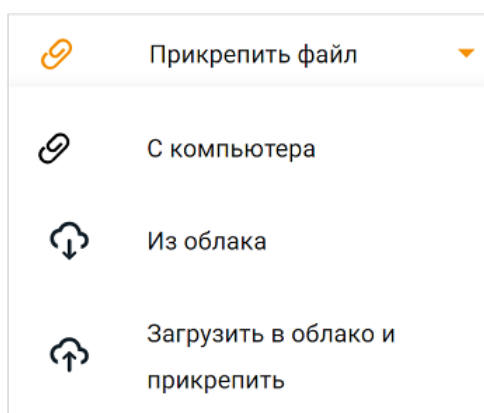 Прикрепить файл
С компьютера
Из облака
Загрузить в облако и
прикрепить